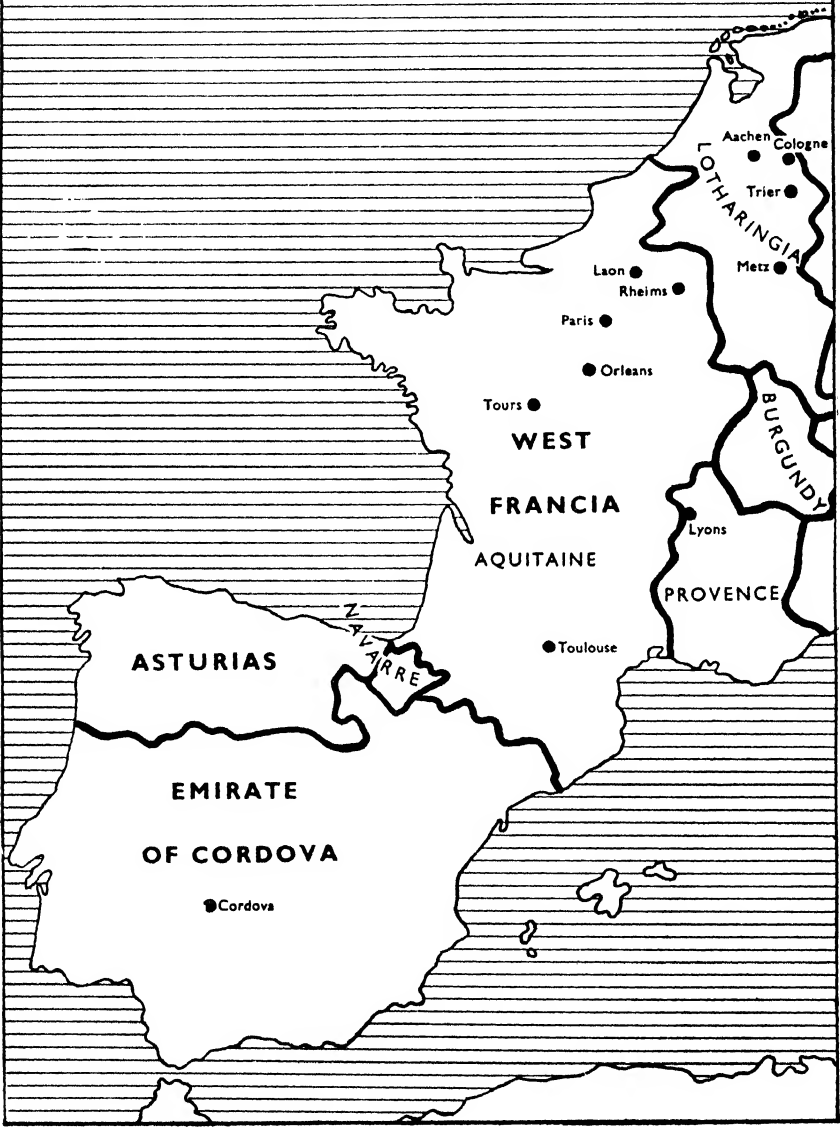 Aachen
Cologne
LOTHARINGIA
Trier
Metz
Laon
Rheims
Paris
Orleans
Tours
BURGUNDY
WEST
FRANCIA
Lyons
AQUITAINE
PROVENCE
NAVARRE
Toulouse
ASTURIAS
EMIRATE
OF CORDOVA
Cordova